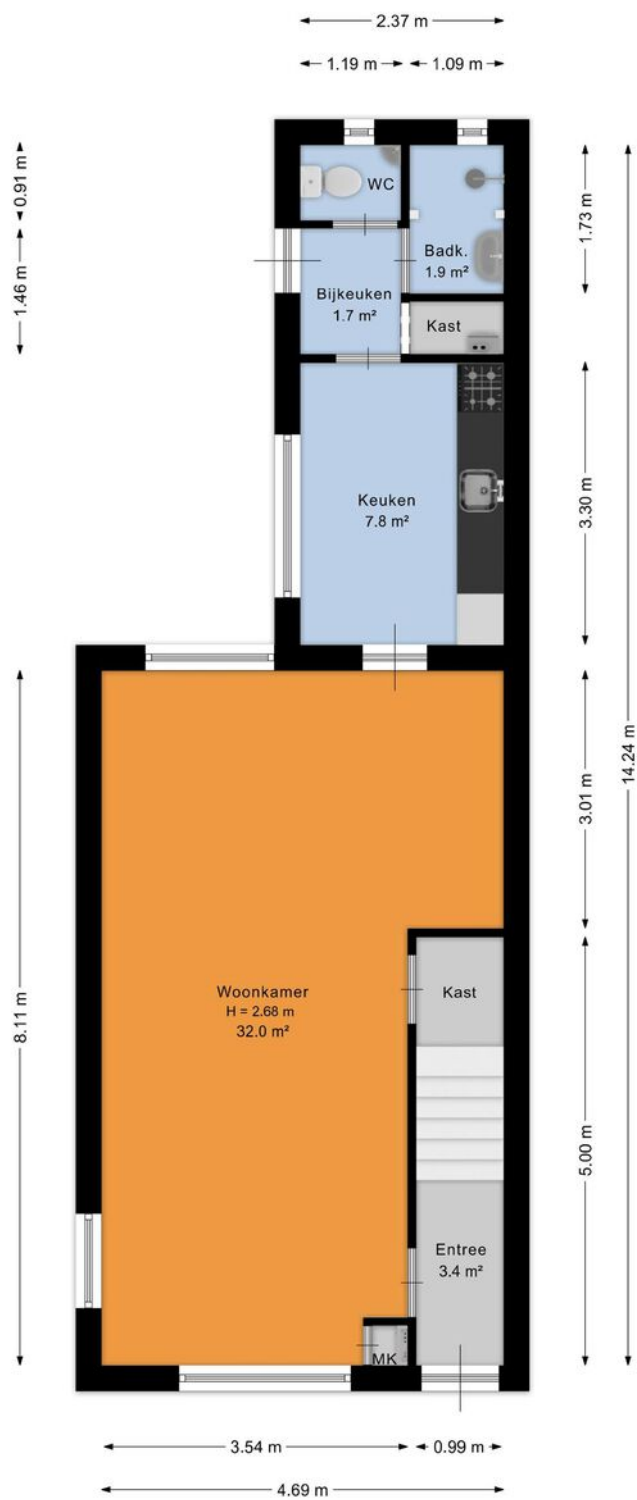 2.37 m
1.19 m
1.09 m
0.91 m
1.46 m
WC
Badk.
1.9 m²
1.73 m
Bijkeuken
1.7 m²
Kast
Keuken
7.8 m²
3.30 m
14.24 m
3.01 m
8.11 m
Woonkamer
H = 2.68 m
32.0 m²
Kast
5.00 m
Entree
3.4 m²
MK
3.54 m
0.99 m
4.69 m